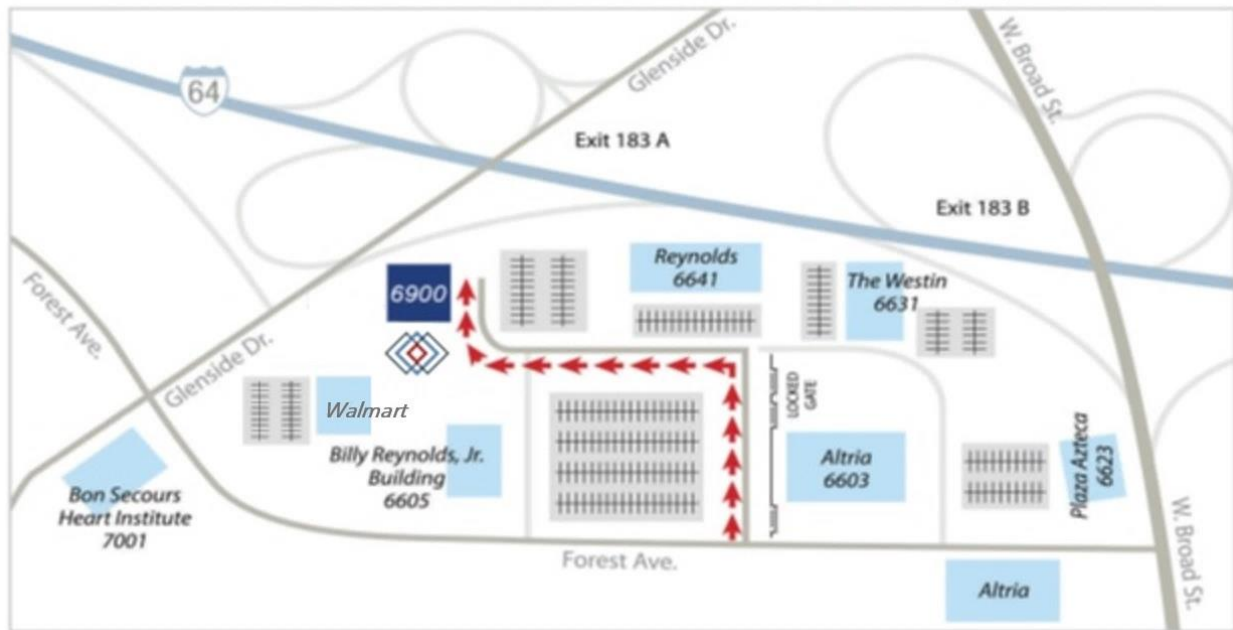 W. Broad St.
Glenside Dr.
64
Exit 183 A
Exit 183 B
Reynolds
6641
The Westin
6631
6900
Forest Ave.
Glenside Dr.
Walmart
LOCKED
GATE
Billy Reynolds, Jr.
Building
6605
Altria
6603
Plaza Azteca
6623
Bon Secours
Heart Institute
7001
Forest Ave.
W. Broad St.
Altria